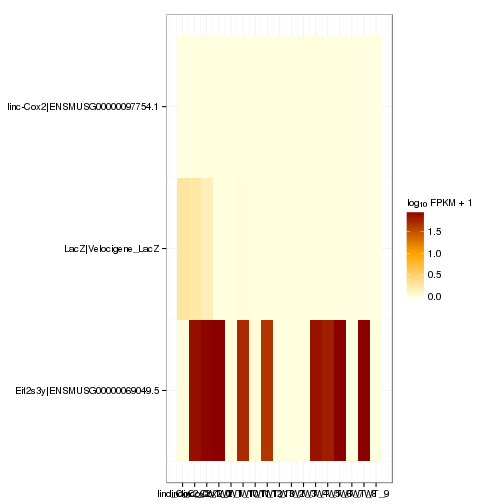 linc-Cox2|ENSMUSG00000097754.1
LacZ|Velocigene_LacZ
Eif2s3y|ENSMUSG00000069049.5
log10 FPKM + 1
1.5
1.0
0.5
0.0